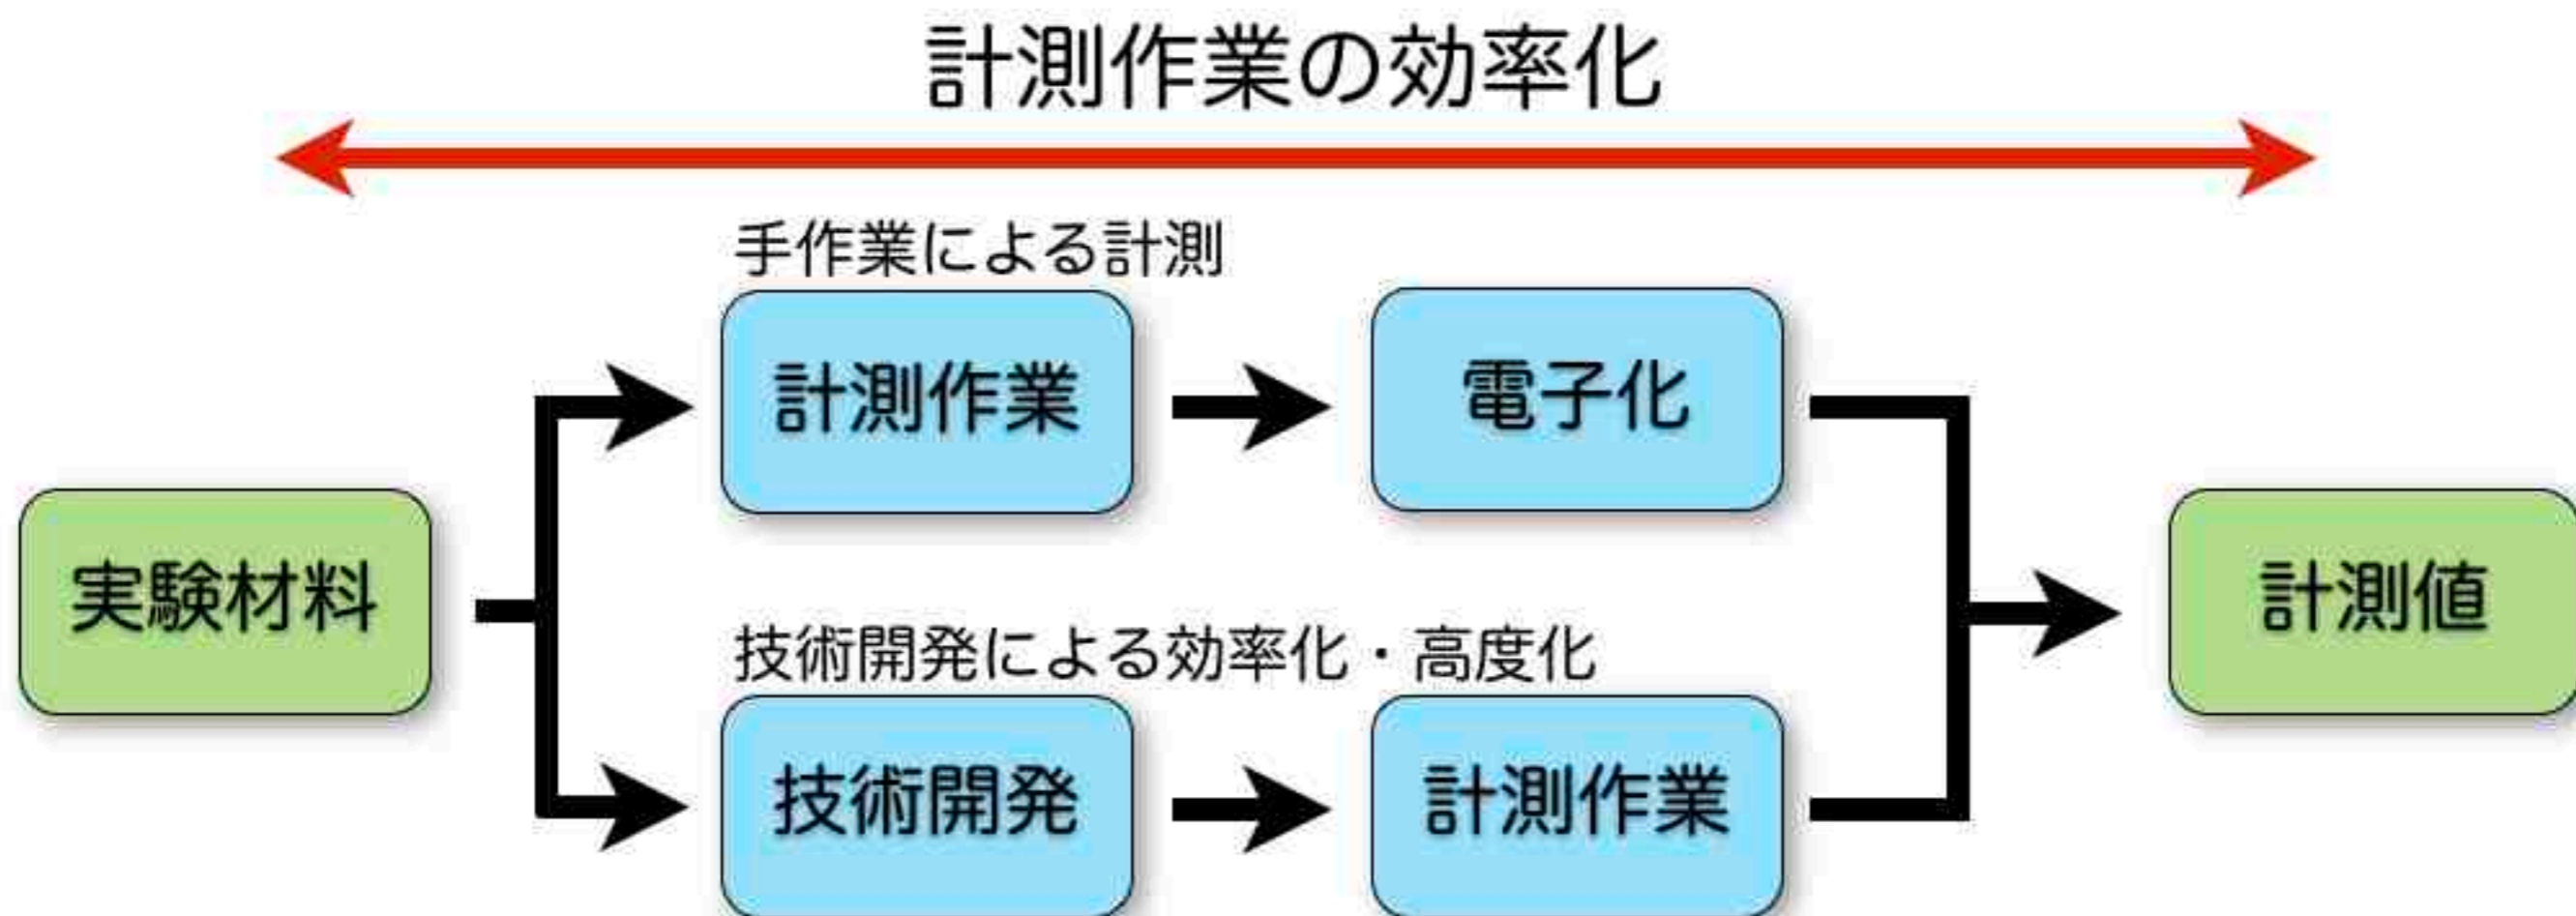 計測作業の効率化
手作業による計測
計測作業
電子化
実験材料
計測値
技術開発による効率化・高度化
技術開発
計測作業